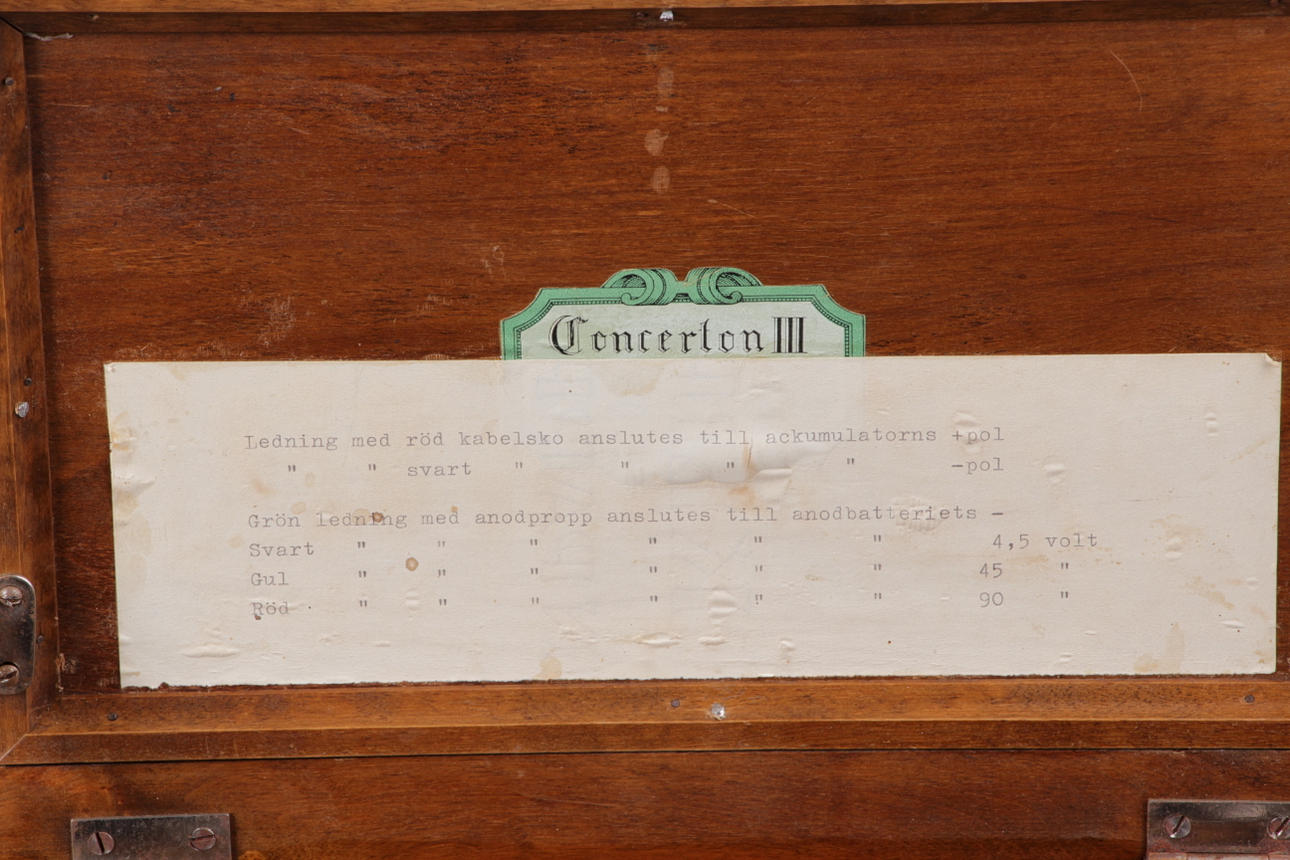 Concerton III
Ledning med röd kabelsko anslutes till ackumulatorns +pol
" " svart " " " " -pol
Grön ledning med anodpropp anslutes till anodbatteriets -
Svart " " " " " " 4,5 volt
Gul " " " " " " 45 "
Röd " " " " " " 90 "